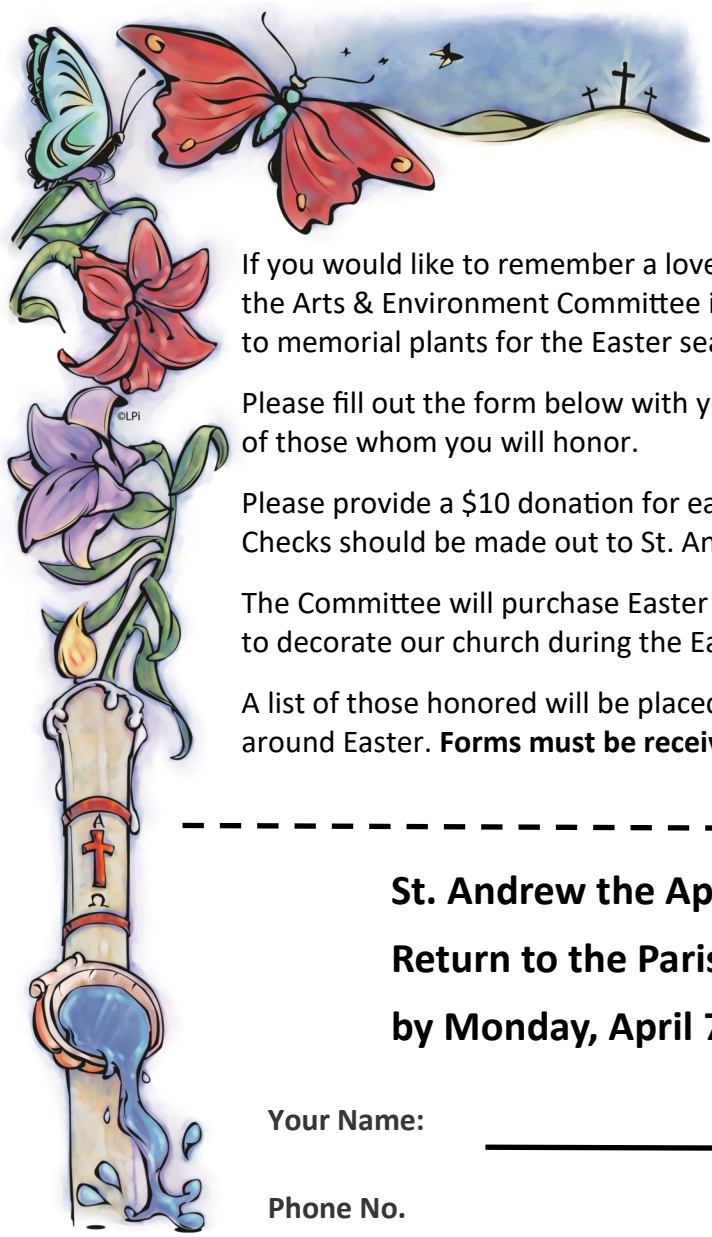 If you would like to remember a love
the Arts & Environment Committee i
to memorial plants for the Easter sea
©LPi
Please fill out the form below with y
of those whom you will honor.
Please provide a $10 donation for ea
Checks should be made out to St. An
The Committee will purchase Easter
to decorate our church during the Ea
A list of those honored will be placed
around Easter. Forms must be receiv
Α
Ω
St. Andrew the Ap
Return to the Paris
by Monday, April 7
Your Name:
Phone No.